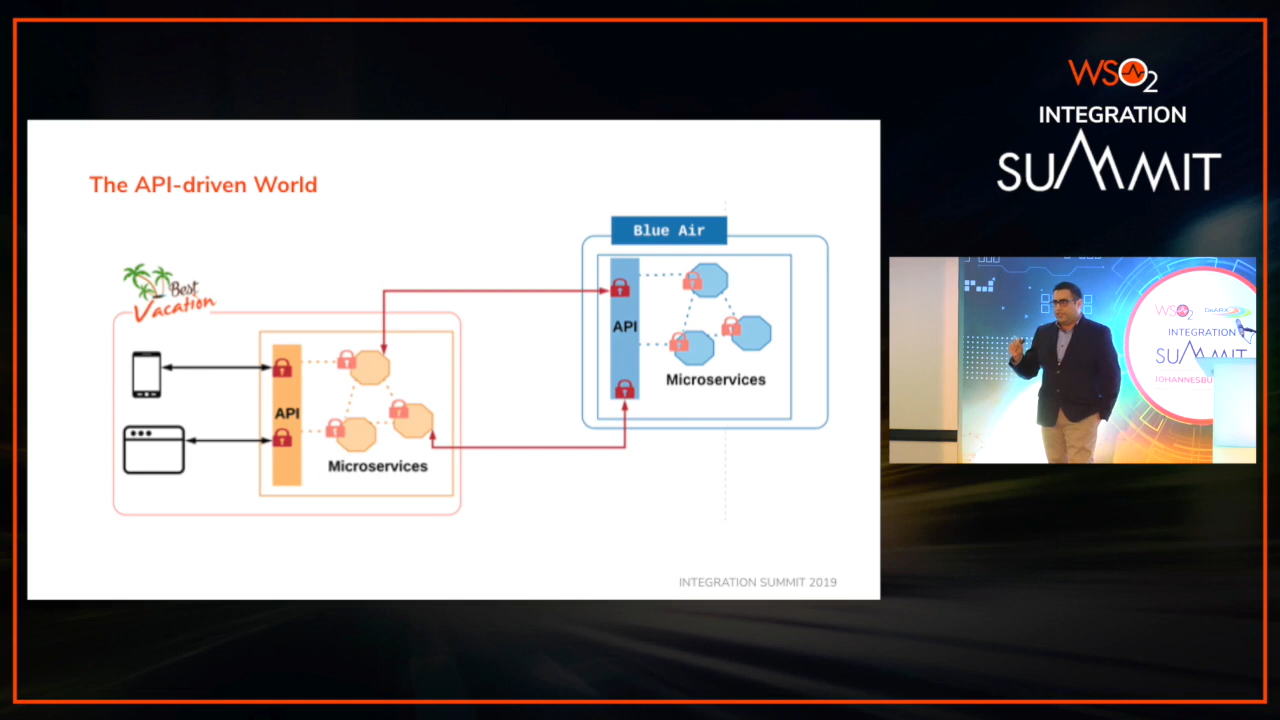 WSO2
INTEGRATION
SUMMIT
The API-driven World
Best
Vacation
API
Microservices
Blue Air
API
Microservices
INTEGRATION SUMMIT 2019
WSO2
INTEGRATION
SUMMIT